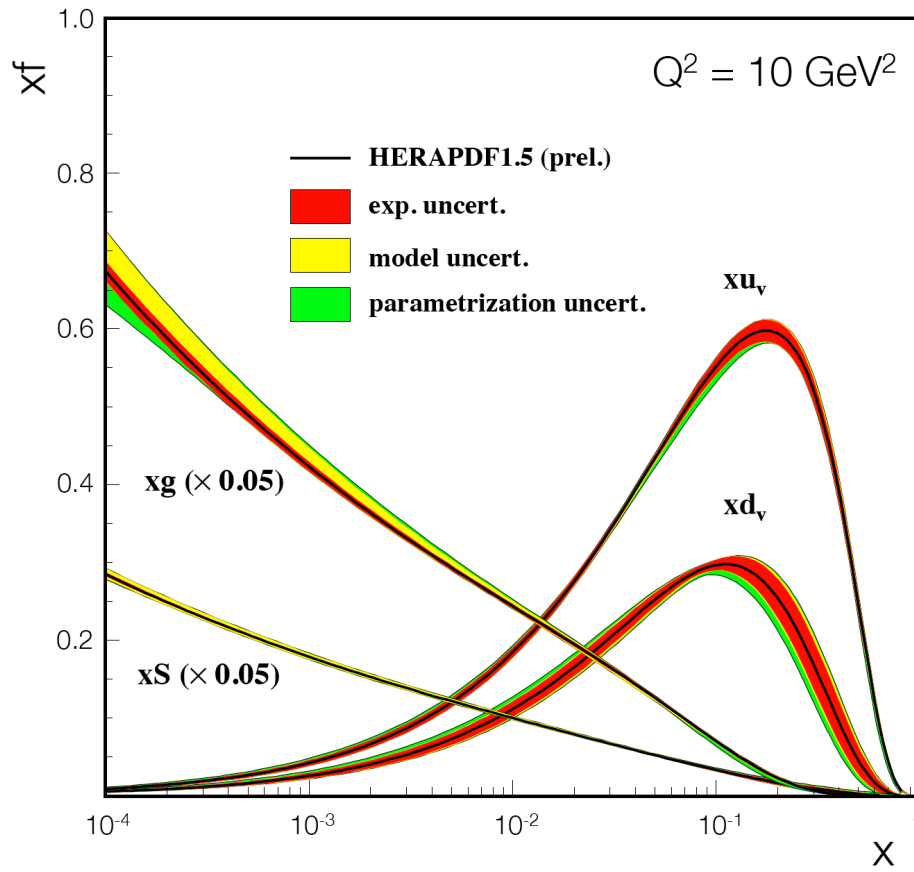 1.0
xf
Q² = 10 GeV²
HERAPDF1.5 (prel.)
0.8
exp. uncert.
model uncert.
parametrization uncert.
xu_v
0.6
xg (× 0.05)
0.4
xd_v
0.2
xS (× 0.05)
10⁻⁴
10⁻³
10⁻²
10⁻¹
1
x